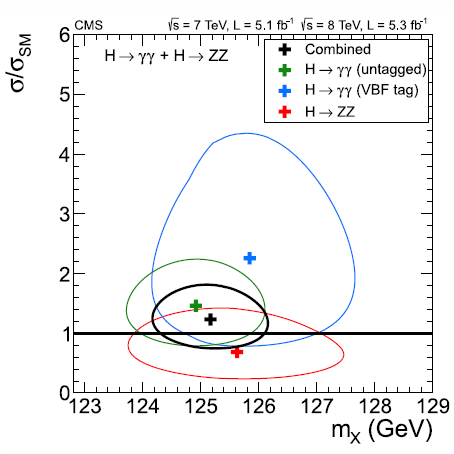 CMS √s = 7 TeV, L = 5.1 fb⁻¹ √s = 8 TeV, L = 5.3 fb⁻¹
H → γγ + H → ZZ
Combined
H → γγ (untagged)
H → γγ (VBF tag)
H → ZZ
σ/σSM
6
5
4
3
2
1
0
123 124 125 126 127 128 129
mX (GeV)